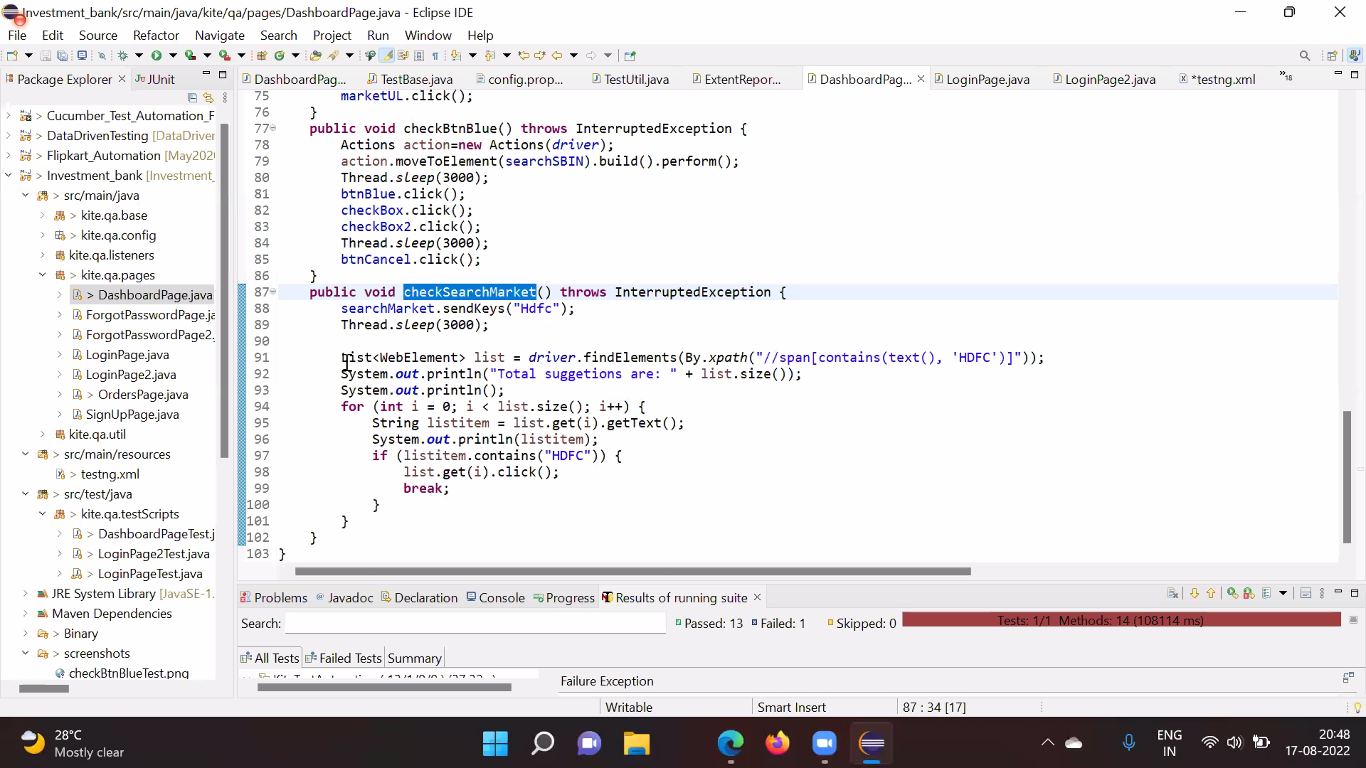 Investment_bank/src/main/java/kite/qa/pages/DashboardPage.java - Eclipse IDE
File Edit Source Refactor Navigate Search Project Run Window Help
Package Explorer JUnit
DashboardPag... TestBase.java config.prop... TestUtil.java ExtentRepor... DashboardPag... LoginPage.java LoginPage2.java *testng.xml »18
Cucumber_Test_Automation_F
DataDrivenTesting [DataDriver
Flipkart_Automation [May202
Investment_bank [Investment_
src/main/java
kite.qa.base
kite.qa.config
kite.qa.listeners
kite.qa.pages
DashboardPage.java
ForgotPasswordPage.ja
ForgotPasswordPage2.
LoginPage.java
LoginPage2.java
OrdersPage.java
SignUpPage.java
kite.qa.util
src/main/resources
testng.xml
src/test/java
kite.qa.testScripts
DashboardPageTest.j
LoginPage2Test.java
LoginPageTest.java
JRE System Library [JavaSE-1.
Maven Dependencies
Binary
screenshots
checkBtnBlueTest.png
75 marketUL.click();
76 }
77 public void checkBtnBlue() throws InterruptedException {
78 Actions action=new Actions(driver);
79 action.moveToElement(searchSBIN).build().perform();
80 Thread.sleep(3000);
81 btnBlue.click();
82 checkBox.click();
83 checkBox2.click();
84 Thread.sleep(3000);
85 btnCancel.click();
86 }
87 public void checkSearchMarket() throws InterruptedException {
88 searchMarket.sendKeys("Hdfc");
89 Thread.sleep(3000);
90
91 List<WebElement> list = driver.findElements(By.xpath("//span[contains(text(), 'HDFC')]"));
92 System.out.println("Total suggetions are: " + list.size());
93 System.out.println();
94 for (int i = 0; i < list.size(); i++) {
95 String listitem = list.get(i).getText();
96 System.out.println(listitem);
97 if (listitem.contains("HDFC")) {
98 list.get(i).click();
99 break;
100 }
101 }
102 }
103 }
Problems Javadoc Declaration Console Progress Results of running suite
Search: Passed: 13 Failed: 1 Skipped: 0 Tests: 1/1 Methods: 14 (108114 ms)
All Tests Failed Tests Summary
Failure Exception
Writable Smart Insert 87 : 34 [17]
28°C
Mostly clear
ENG
IN
20:48
17-08-2022